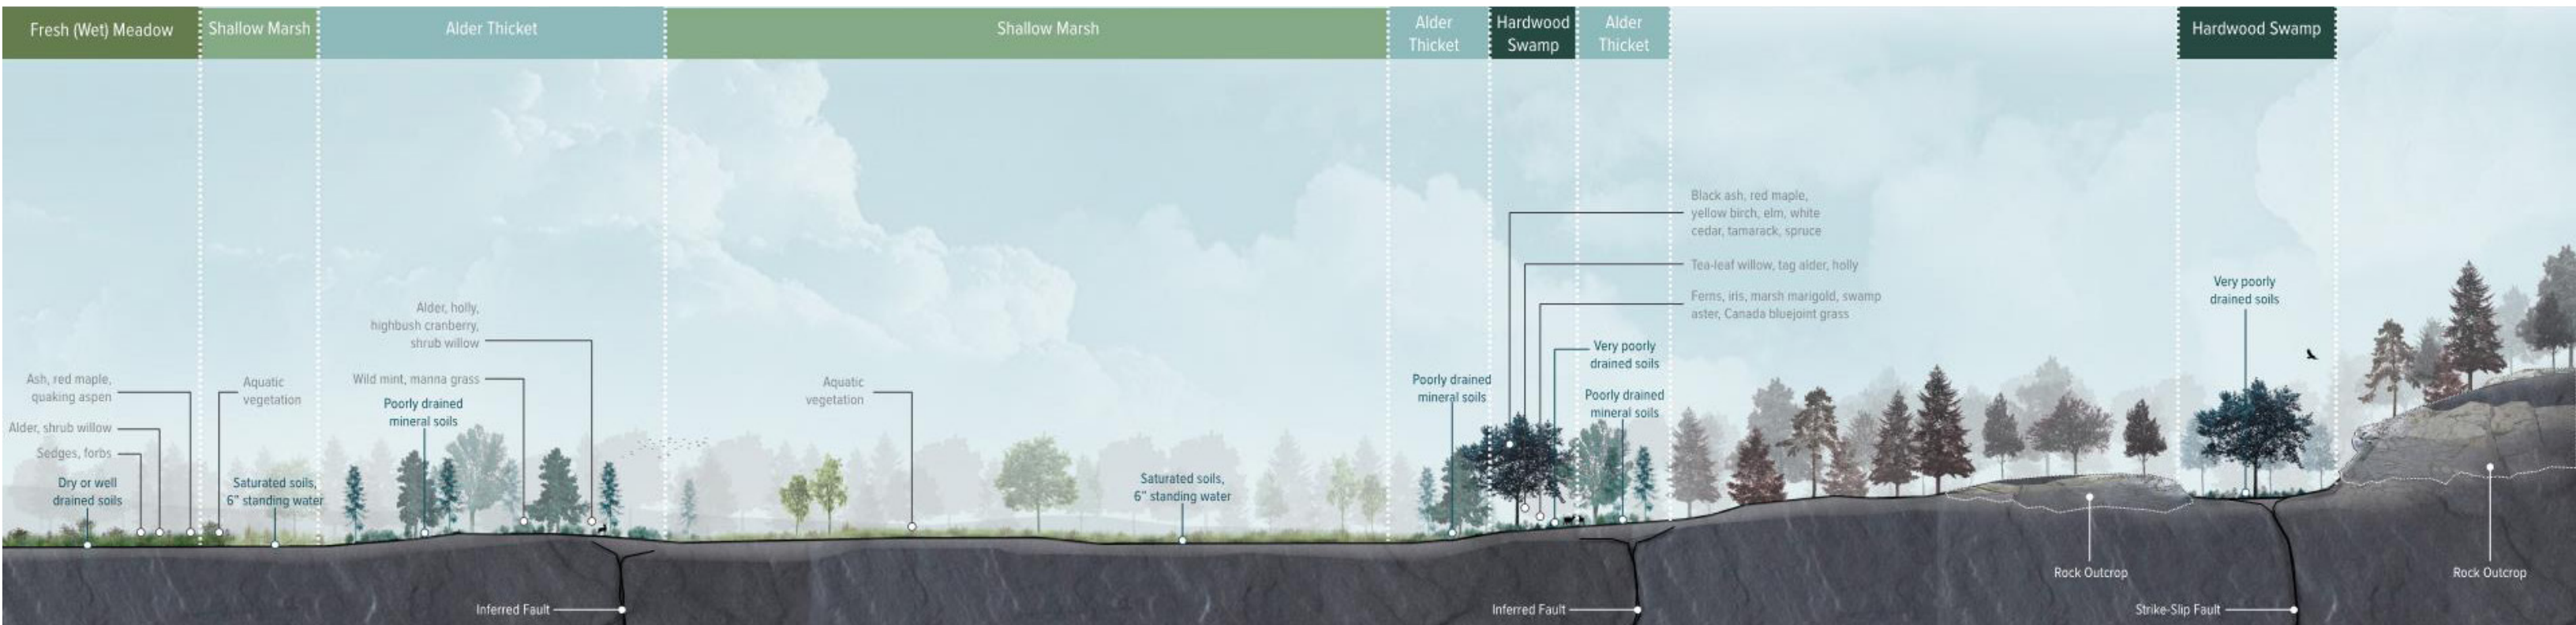 Fresh (Wet) Meadow
Shallow Marsh
Alder Thicket
Shallow Marsh
Alder
Thicket
Hardwood
Swamp
Alder
Thicket
Hardwood Swamp
Ash, red maple,
quaking aspen
Alder, shrub willow
Sedges, forbs
Dry or well
drained soils
Aquatic
vegetation
Saturated soils,
6" standing water
Alder, holly,
highbush cranberry,
shrub willow
Wild mint, manna grass
Poorly drained
mineral soils
Inferred Fault
Aquatic
vegetation
Saturated soils,
6" standing water
Poorly drained
mineral soils
Black ash, red maple,
yellow birch, elm, white
cedar, tamarack, spruce
Tea-leaf willow, tag alder, holly
Ferns, iris, marsh marigold, swamp
aster, Canada bluejoint grass
Very poorly
drained soils
Poorly drained
mineral soils
Inferred Fault
Very poorly
drained soils
Rock Outcrop
Strike-Slip Fault
Rock Outcrop